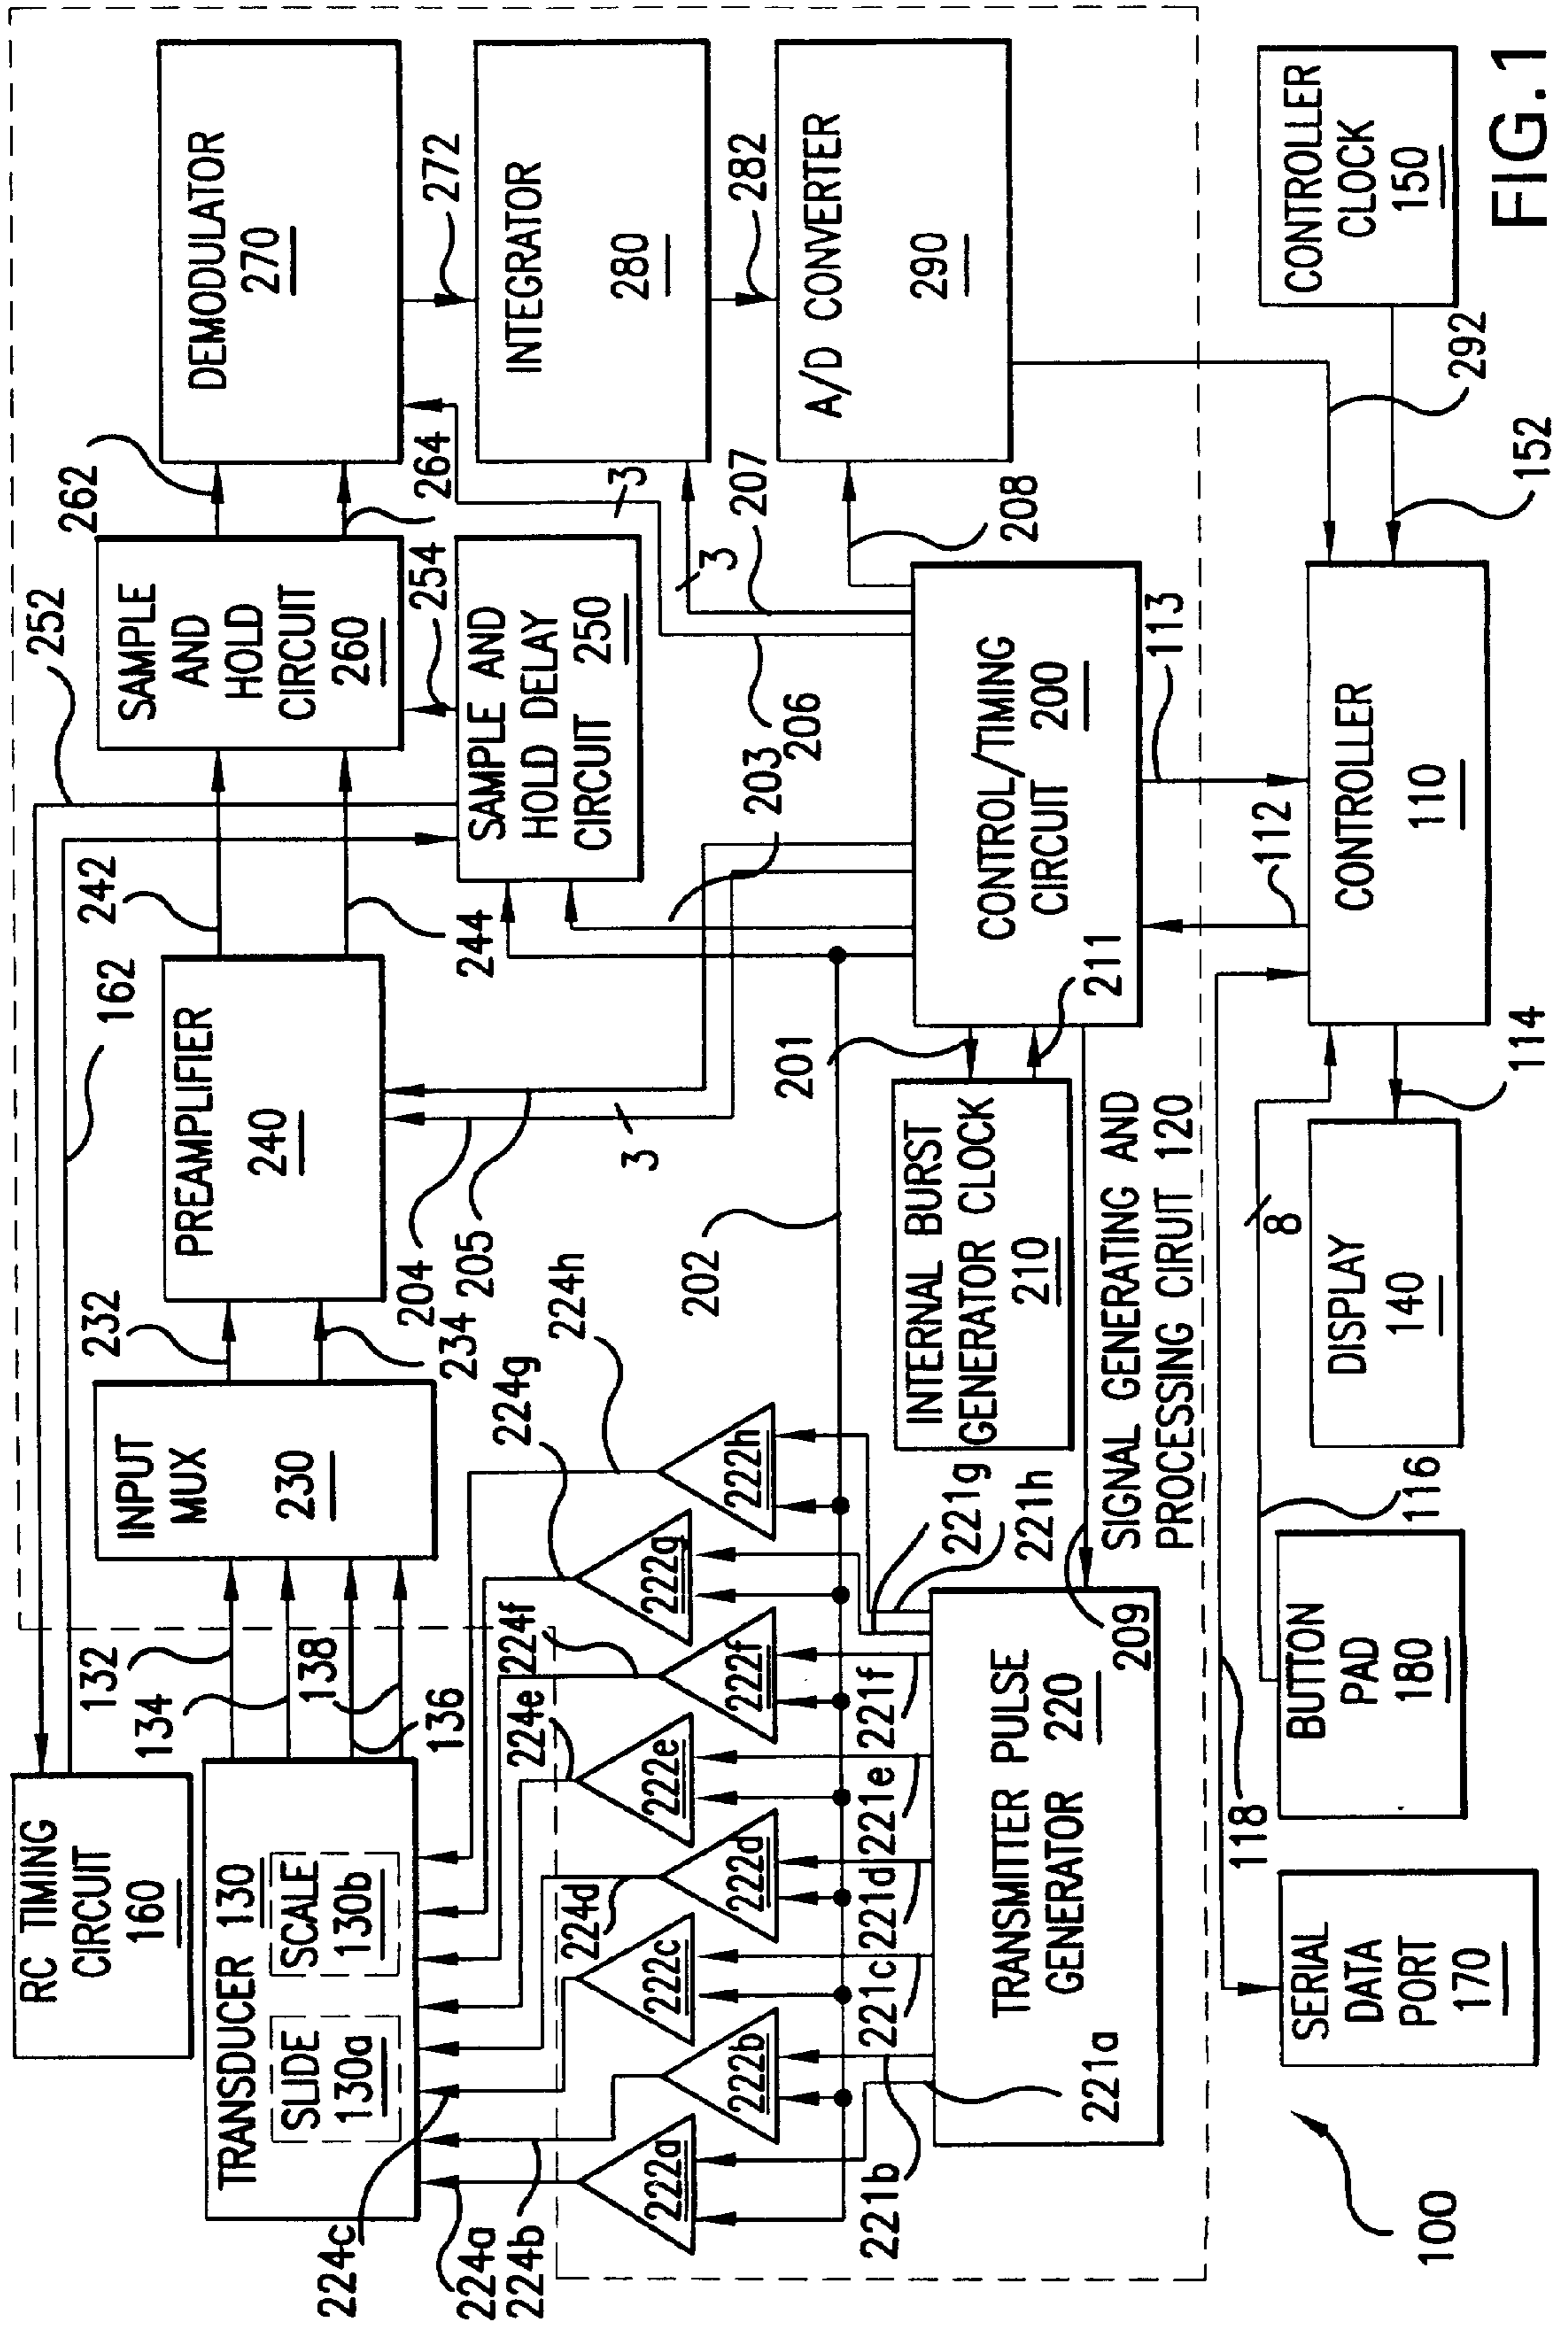 RC TIMING
CIRCUIT
160
252
162
TRANSDUCER 130
SLIDE
130a
SCALE
130b
132
134
138
136
INPUT
MUX
230
232
234
PREAMPLIFIER
240
242
244
SAMPLE
AND
HOLD
CIRCUIT
260
262
264
DEMODULATOR
270
272
254
SAMPLE AND
HOLD DELAY
CIRCUIT 250
INTEGRATOR
280
282
A/D CONVERTER
290
224c
224a
224b
224d
224e
224f
224g
224h
204
205
3
203
206
3
3
207
208
222a
222b
222c
222d
222e
222f
222g
222h
202
201
211
221b
221a
221c
221d
221e
221f
221g
221h
209
TRANSMITTER PULSE
GENERATOR 220
INTERNAL BURST
GENERATOR CLOCK
210
CONTROL/TIMING
CIRCUIT 200
SIGNAL GENERATING AND
PROCESSING CIRUIT 120
113
112
118
116
8
114
292
152
SERIAL
DATA
PORT
170
BUTTON
PAD
180
DISPLAY
140
CONTROLLER
110
CONTROLLER
CLOCK
150
100
FIG.1